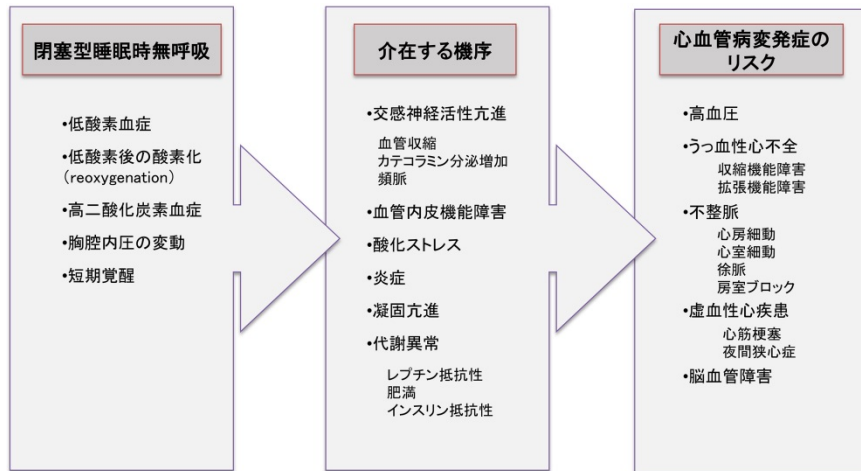 閉塞型睡眠時無呼吸
•低酸素血症
•低酸素後の酸素化
(reoxygenation)
•高二酸化炭素血症
•胸腔内圧の変動
•短期覚醒
介在する機序
•交感神経活性亢進
血管収縮
カテコラミン分泌増加
頻脈
•血管内皮機能障害
•酸化ストレス
•炎症
•凝固亢進
•代謝異常
レプチン抵抗性
肥満
インスリン抵抗性
心血管病変発症の
リスク
•高血圧
•うっ血性心不全
収縮機能障害
拡張機能障害
•不整脈
心房細動
心室細動
徐脈
房室ブロック
•虚血性心疾患
心筋梗塞
夜間狭心症
•脳血管障害